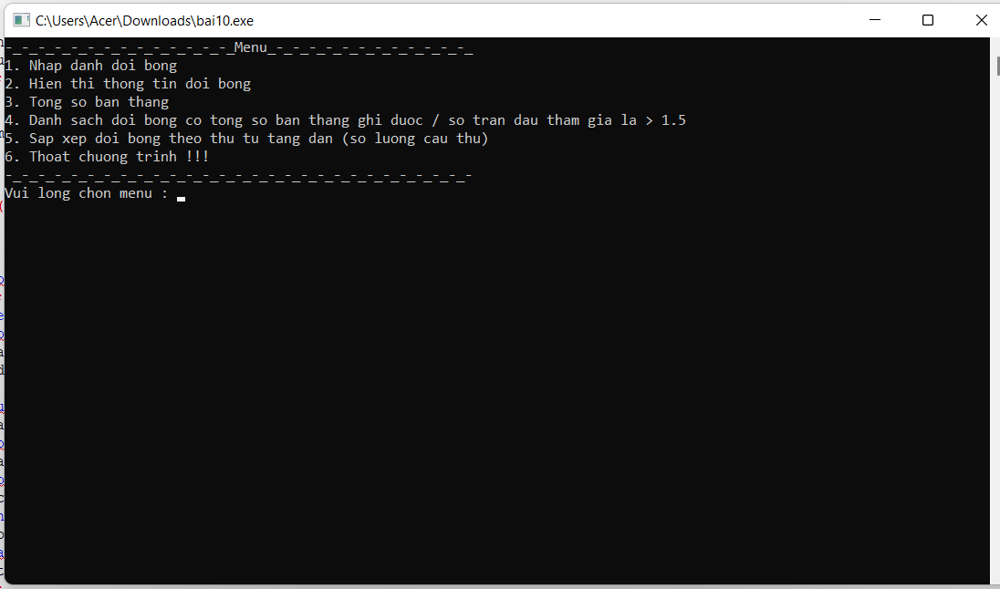 C:\Users\Acer\Downloads\bai10.exe
-_-_-_-_-_-_-_-_-_-_-_-_-_-_Menu_-_-_-_-_-_-_-_-_-_-_-_-_
1. Nhap danh doi bong
2. Hien thi thong tin doi bong
3. Tong so ban thang
4. Danh sach doi bong co tong so ban thang ghi duoc / so tran dau tham gia la > 1.5
5. Sap xep doi bong theo thu tu tang dan (so luong cau thu)
6. Thoat chuong trinh !!!
-_-_-_-_-_-_-_-_-_-_-_-_-_-_-_-_-_-_-_-_-_-_-_-_-_-_-_-_-
Vui long chon menu :